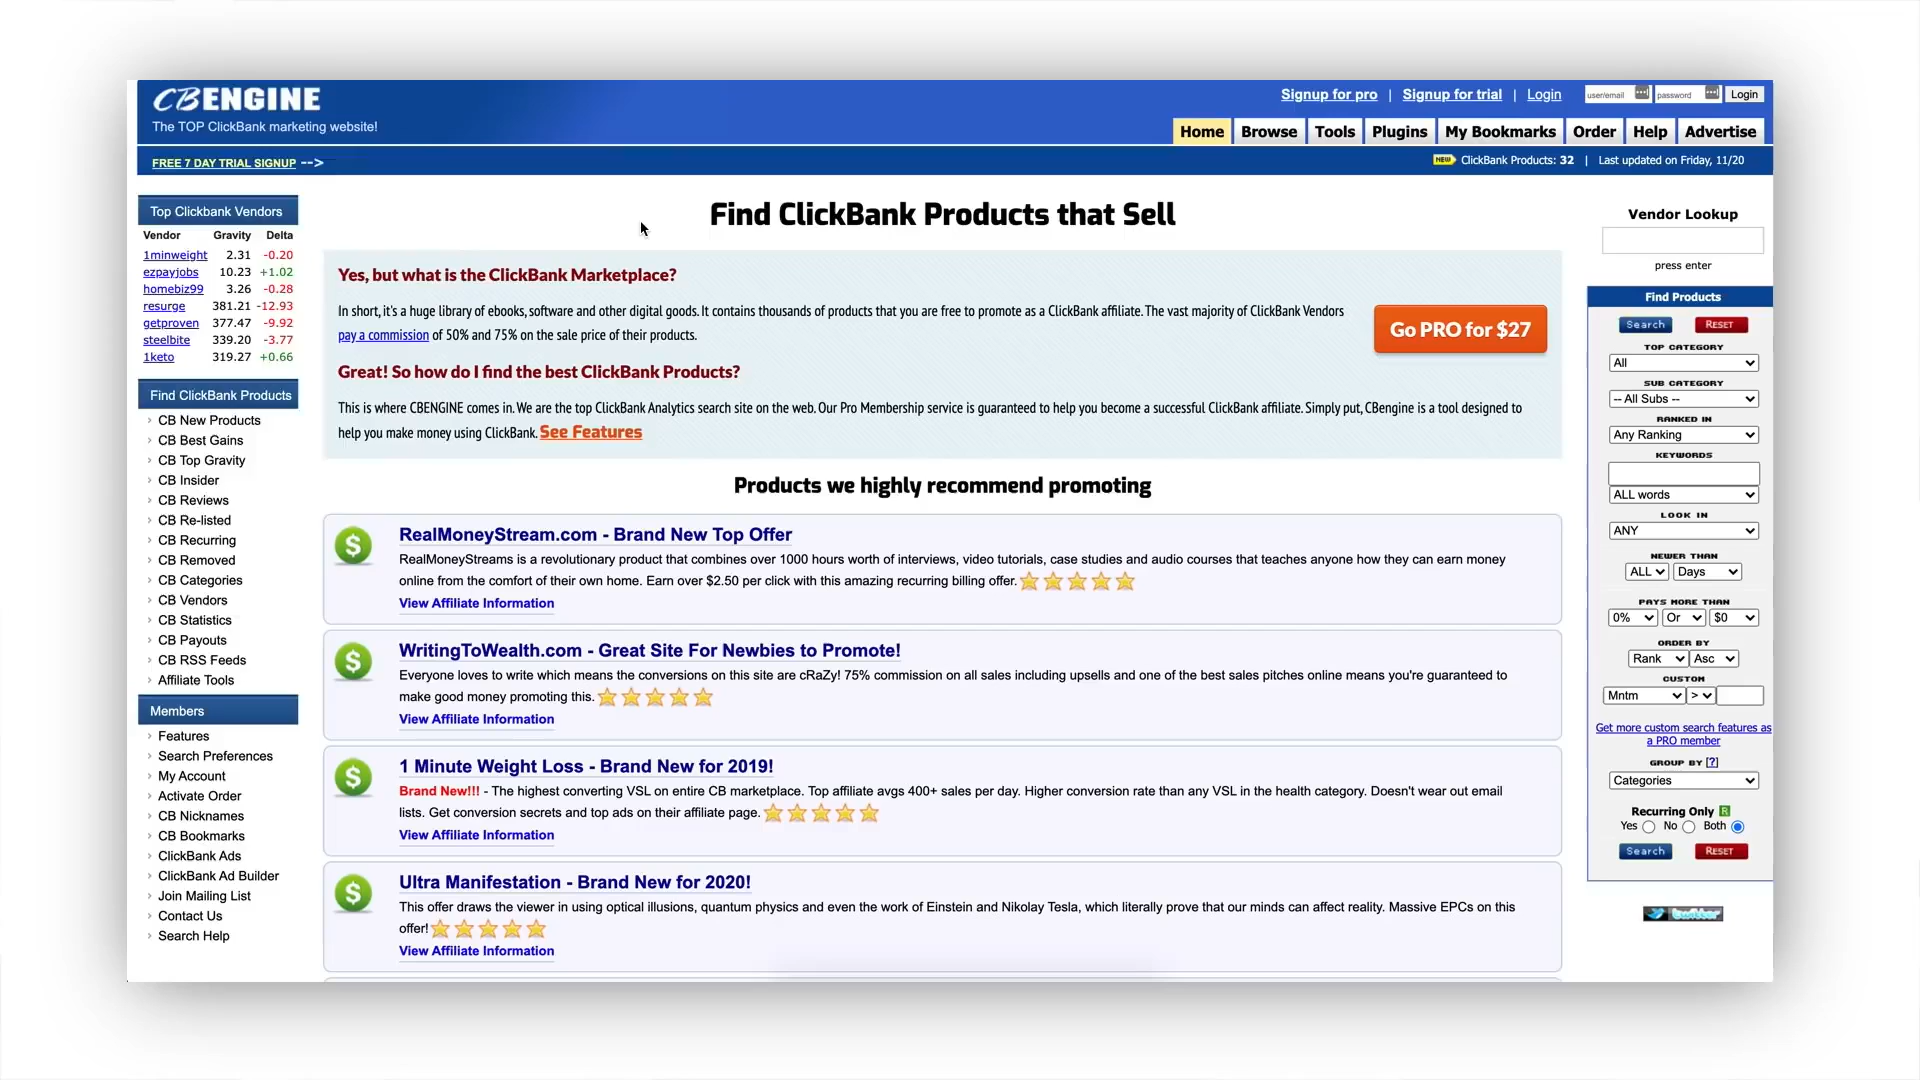 CBENGINE
The TOP ClickBank marketing website!
Signup for pro | Signup for trial | Login
user/email
password
Login
Home
Browse
Tools
Plugins
My Bookmarks
Order
Help
Advertise
FREE 7 DAY TRIAL SIGNUP -->
NEW ClickBank Products: 32 | Last updated on Friday, 11/20
Top Clickbank Vendors
Vendor Gravity Delta
1minweight 2.31 -0.20
ezpayjobs 10.23 +1.02
homebiz99 3.26 -0.28
resurge 381.21 -12.93
getproven 377.47 -9.92
steelbite 339.20 -3.77
1keto 319.27 +0.66
Find ClickBank Products
CB New Products
CB Best Gains
CB Top Gravity
CB Insider
CB Reviews
CB Re-listed
CB Recurring
CB Removed
CB Categories
CB Vendors
CB Statistics
CB Payouts
CB RSS Feeds
Affiliate Tools
Members
Features
Search Preferences
My Account
Activate Order
CB Nicknames
CB Bookmarks
ClickBank Ads
ClickBank Ad Builder
Join Mailing List
Contact Us
Search Help
Find ClickBank Products that Sell
Yes, but what is the ClickBank Marketplace?
In short, it's a huge library of ebooks, software and other digital goods. It contains thousands of products that you are free to promote as a ClickBank affiliate. The vast majority of ClickBank Vendors
pay a commission of 50% and 75% on the sale price of their products.
Go PRO for $27
Great! So how do I find the best ClickBank Products?
This is where CBENGINE comes in. We are the top ClickBank Analytics search site on the web. Our Pro Membership service is guaranteed to help you become a successful ClickBank affiliate. Simply put, CBengine is a tool designed to
help you make money using ClickBank. See Features
Products we highly recommend promoting
RealMoneyStream.com - Brand New Top Offer
RealMoneyStreams is a revolutionary product that combines over 1000 hours worth of interviews, video tutorials, case studies and audio courses that teaches anyone how they can earn money
online from the comfort of their own home. Earn over $2.50 per click with this amazing recurring billing offer.
View Affiliate Information
WritingToWealth.com - Great Site For Newbies to Promote!
Everyone loves to write which means the conversions on this site are cRaZy! 75% commission on all sales including upsells and one of the best sales pitches online means you're guaranteed to
make good money promoting this.
View Affiliate Information
1 Minute Weight Loss - Brand New for 2019!
Brand New!!! - The highest converting VSL on entire CB marketplace. Top affiliate avgs 400+ sales per day. Higher conversion rate than any VSL in the health category. Doesn't wear out email
lists. Get conversion secrets and top ads on their affiliate page.
View Affiliate Information
Ultra Manifestation - Brand New for 2020!
This offer draws the viewer in using optical illusions, quantum physics and even the work of Einstein and Nikolay Tesla, which literally prove that our minds can affect reality. Massive EPCs on this
offer!
View Affiliate Information
Vendor Lookup
press enter
Find Products
Search RESET
TOP CATEGORY
All
SUB CATEGORY
-- All Subs --
RANKED IN
Any Ranking
KEYWORDS
ALL words
LOOK IN
ANY
NEWER THAN
ALL Days
PAYS MORE THAN
0% Or $0
ORDER BY
Rank Asc
CUSTOM
Mntm >
Get more custom search features as
a PRO member
GROUP BY [?]
Categories
Recurring Only R
Yes No Both
Search RESET
twitter